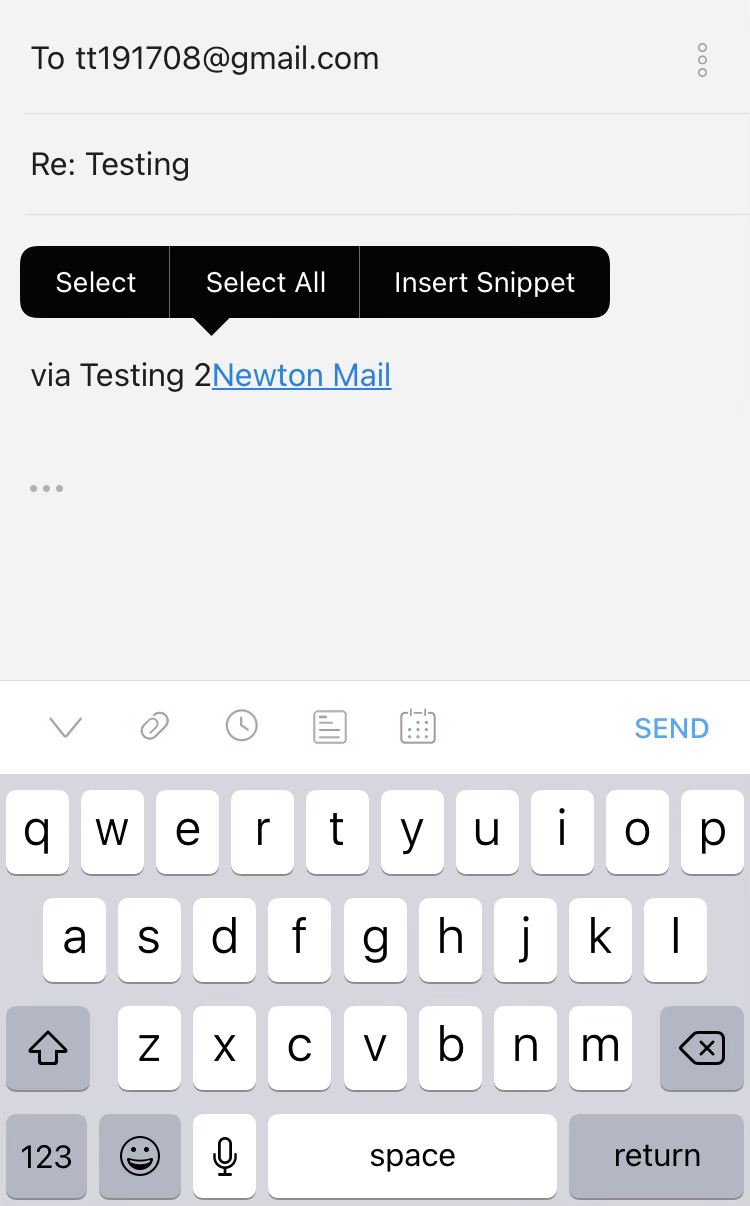 To tt191708@gmail.com
Re: Testing
Select Select All Insert Snippet
via Testing 2Newton Mail
SEND
q w e r t y u i o p
a s d f g h j k l
z x c v b n m
123 space return